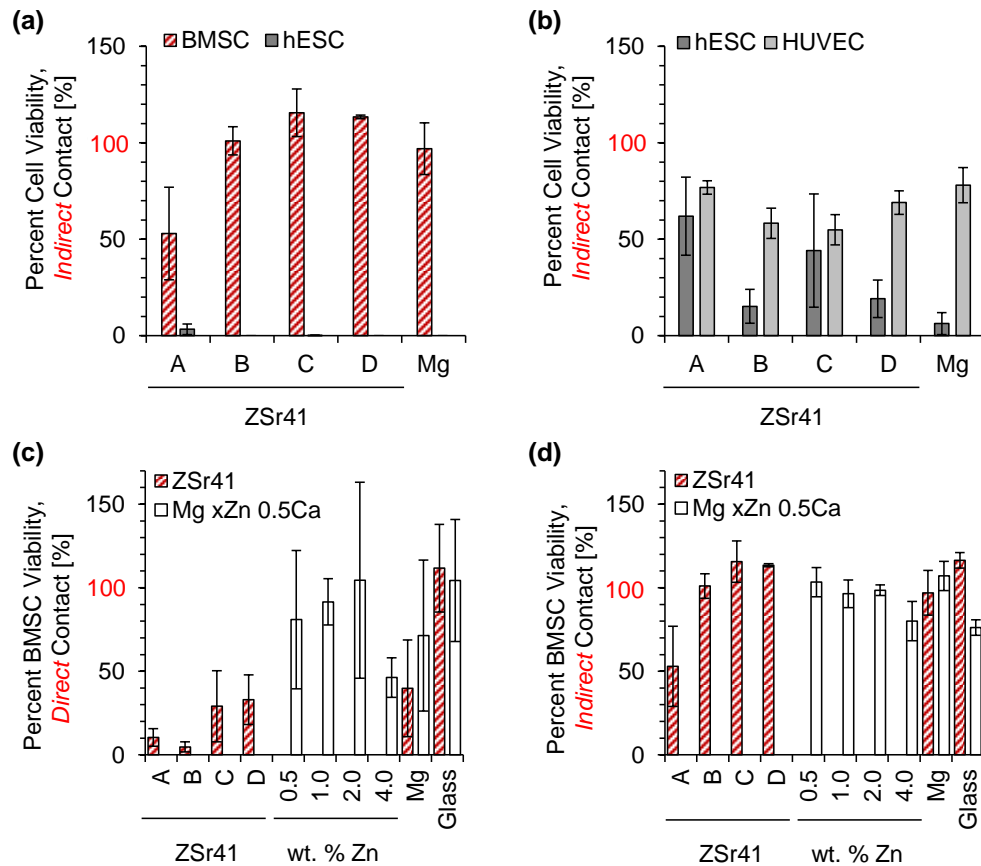 (a)
BMSC hESC
Percent Cell Viability,
Indirect Contact [%]
150
100
50
0
A B C D Mg
ZSr41
(b)
hESC HUVEC
Percent Cell Viability,
Indirect Contact [%]
150
100
50
0
A B C D Mg
ZSr41
(c)
ZSr41
Mg xZn 0.5Ca
Percent BMSC Viability,
Direct Contact [%]
150
100
50
0
A B C D 0.5 1.0 2.0 4.0 Mg Glass
ZSr41 wt. % Zn
(d)
ZSr41
Mg xZn 0.5Ca
Percent BMSC Viability,
Indirect Contact [%]
150
100
50
0
A B C D 0.5 1.0 2.0 4.0 Mg Glass
ZSr41 wt. % Zn